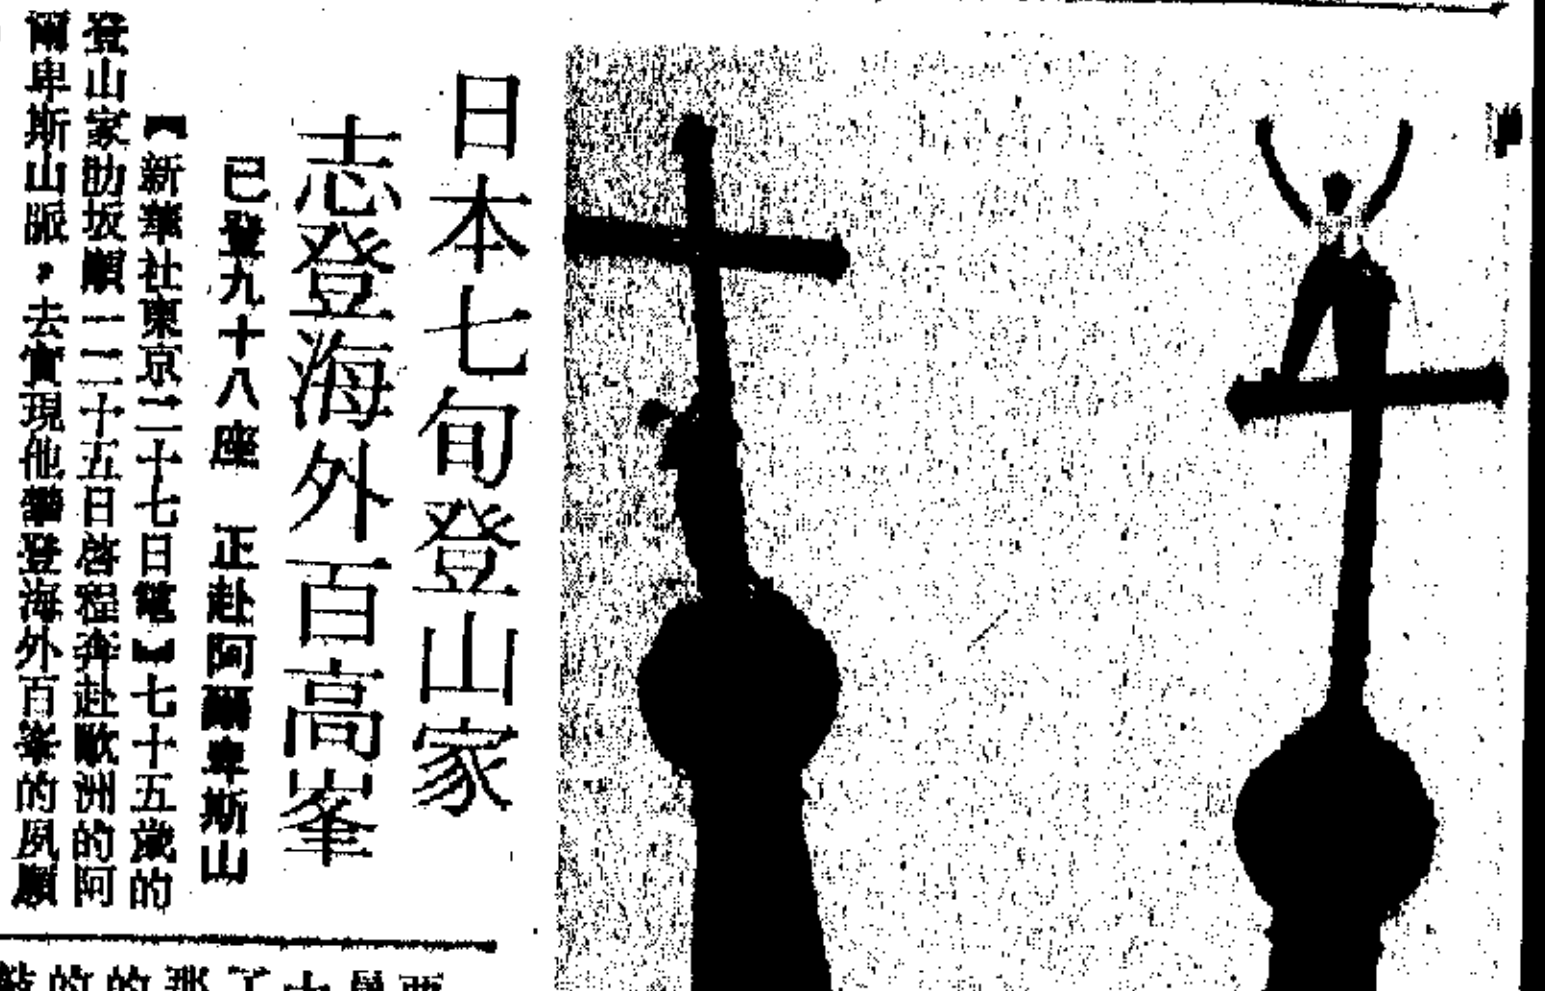 日本七旬登山家
志登海外百高峯
已登九十八座 正赴阿爾卑斯山
【新華社東京二十七日電】七十五歲的
登山家肋坂順一二十五日啓程奔赴歐洲的阿
爾卑斯山脈，去實現他攀登海外百峯的夙願